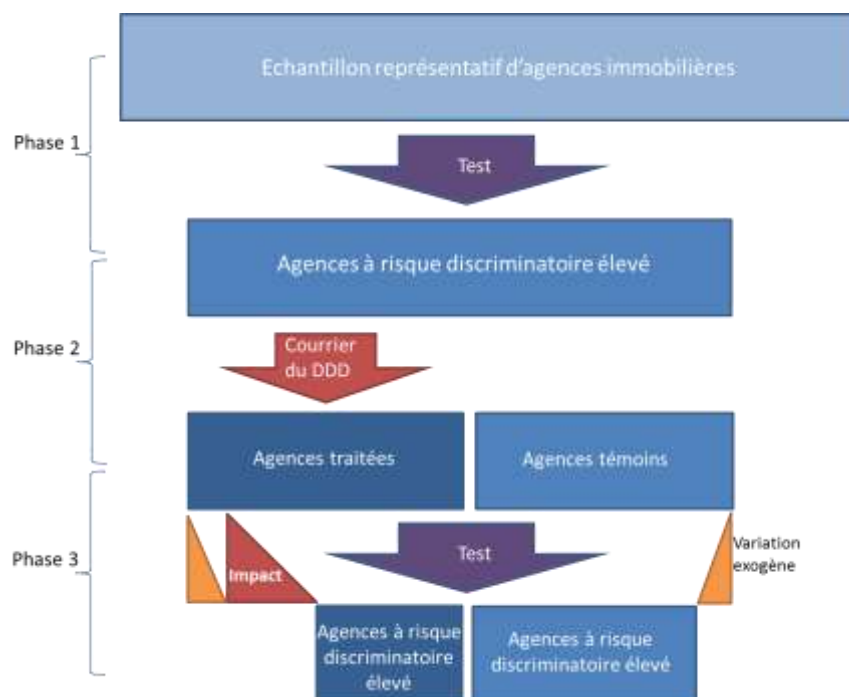 Echantillon représentatif d'agences immobilières
Phase 1
Test
Agences à risque discriminatoire élevé
Phase 2
Courrier
du DDD
Agences traitées
Agences témoins
Phase 3
Impact
Test
Variation
exogène
Agences à risque
discriminatoire
élevé
Agences à risque
discriminatoire élevé